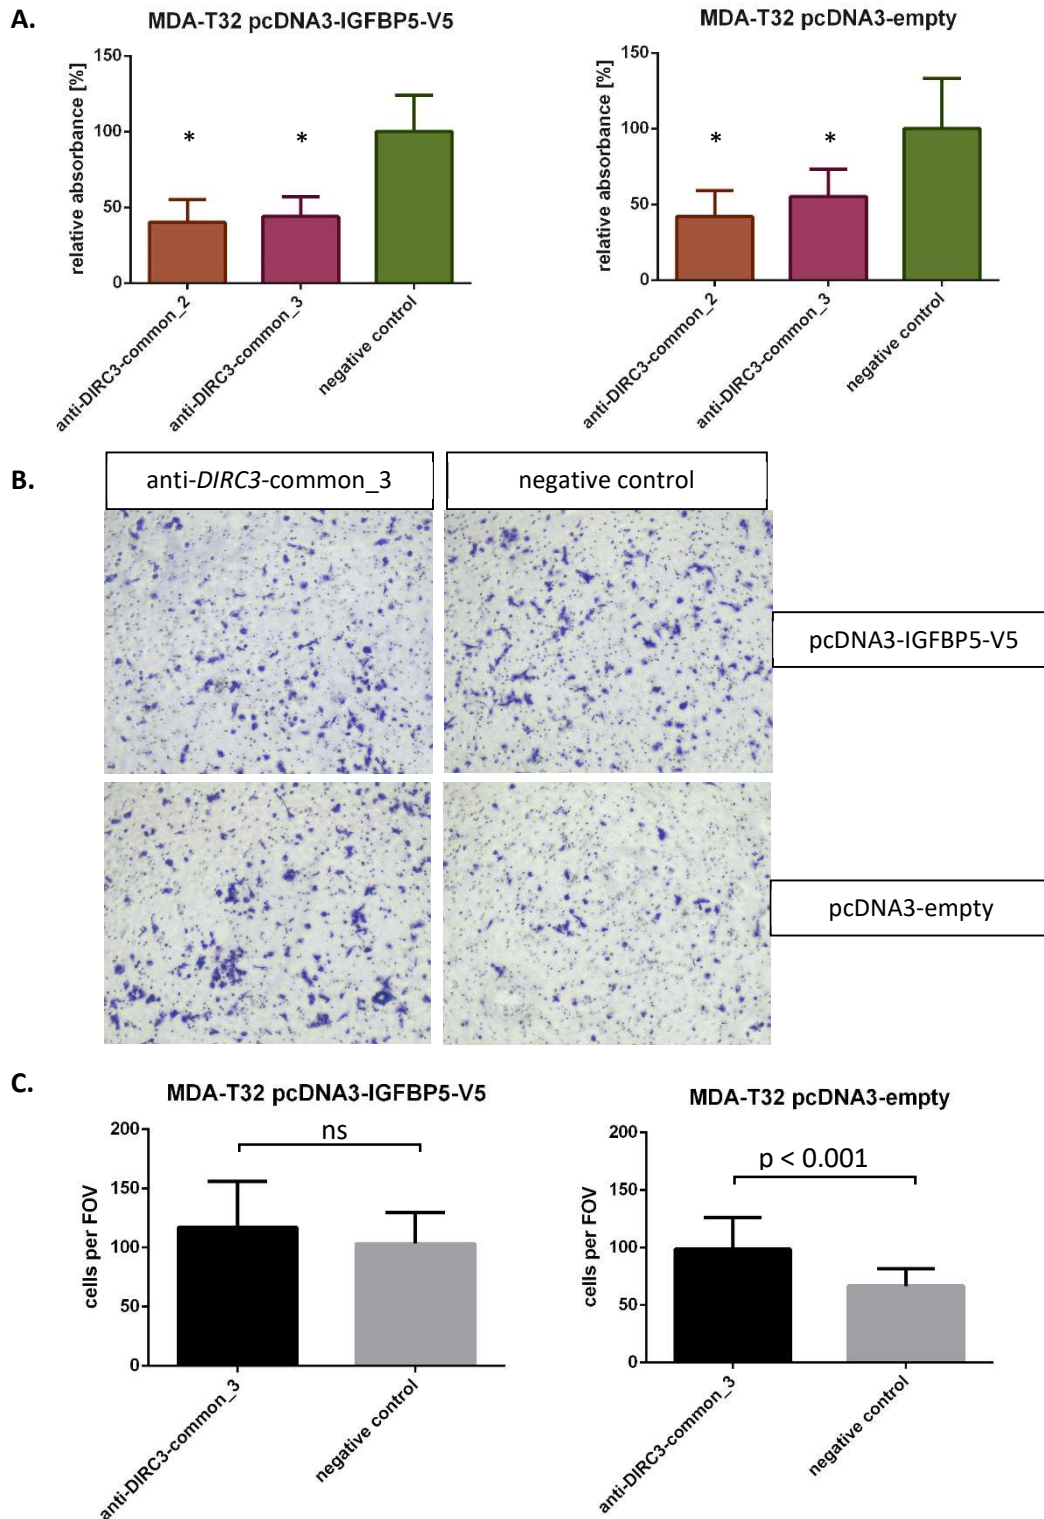 A.
MDA-T32 pcDNA3-IGFBP5-V5
relative absorbance [%]
150
100
50
0
*
*
anti-DIRC3-common_2
anti-DIRC3-common_3
negative control
MDA-T32 pcDNA3-empty
relative absorbance [%]
150
100
50
0
*
*
anti-DIRC3-common_2
anti-DIRC3-common_3
negative control
B.
anti-DIRC3-common_3
negative control
pcDNA3-IGFBP5-V5
pcDNA3-empty
C.
MDA-T32 pcDNA3-IGFBP5-V5
cells per FOV
200
150
100
50
0
ns
anti-DIRC3-common_3
negative control
MDA-T32 pcDNA3-empty
cells per FOV
200
150
100
50
0
p < 0.001
anti-DIRC3-common_3
negative control